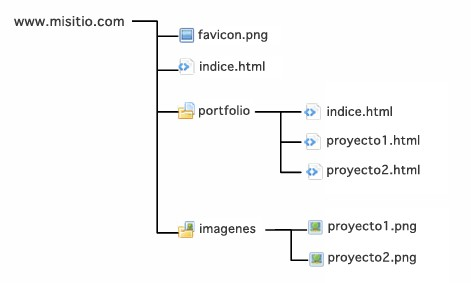 www.misitio.com
favicon.png
indice.html
portfolio
indice.html
proyecto1.html
proyecto2.html
imagenes
proyecto1.png
proyecto2.png